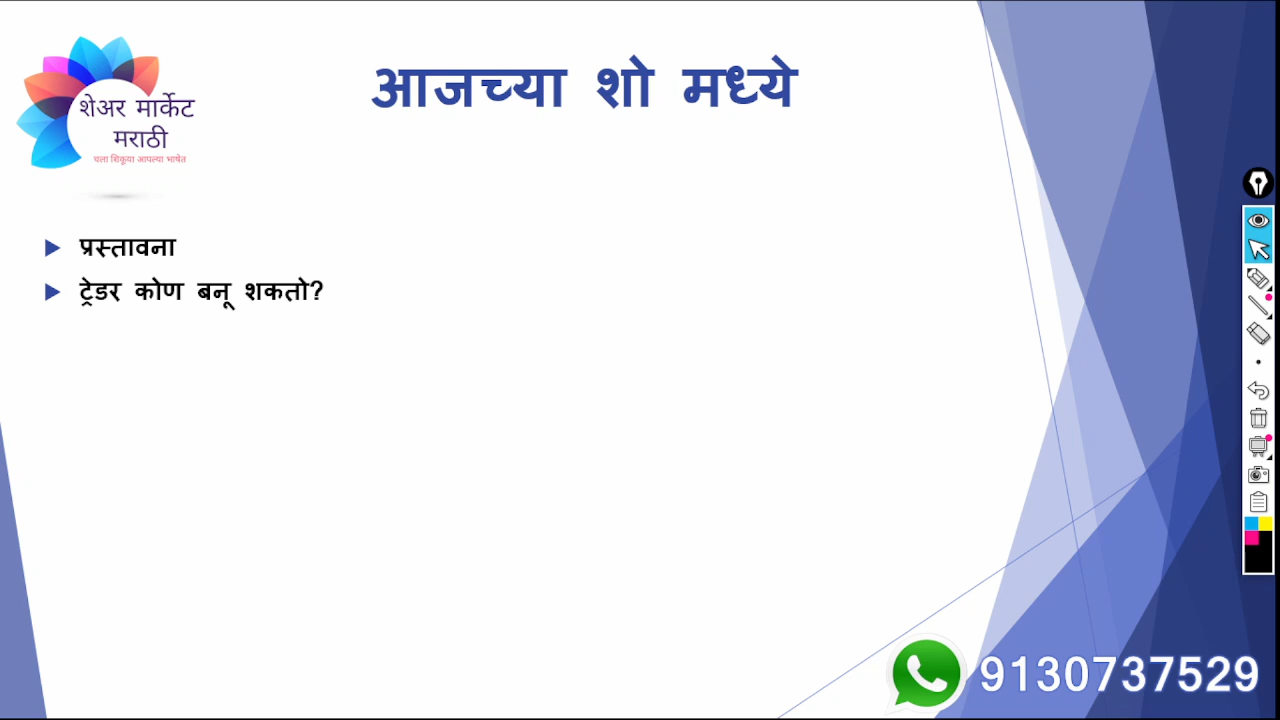 आजच्या शो मध्ये
शेअर मार्केट
मराठी
चला शिकूया आपल्या भाषेत
प्रस्तावना
ट्रेडर कोण बनू शकतो?
9130737529